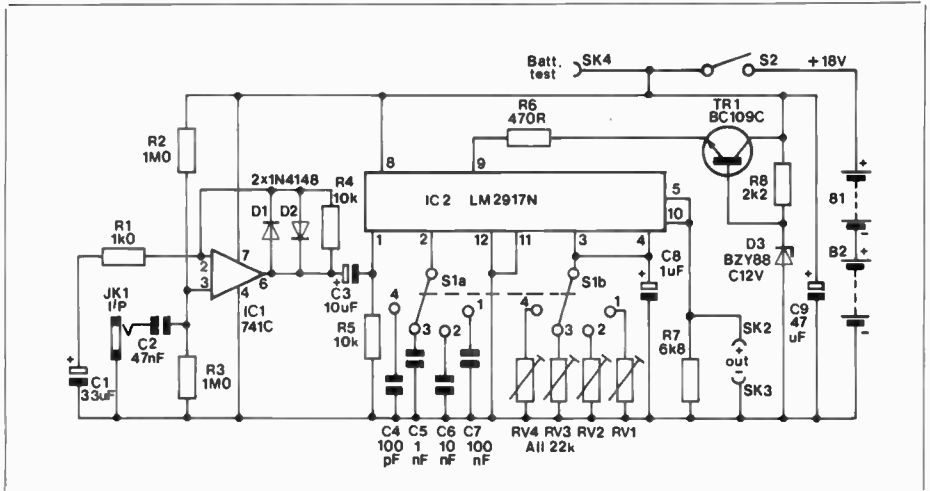 Batt.
test
SK4
S2
+18V
R6
470R
TR1
BC109C
R2
1M0
8
9
2x1N4148
R4
10k
IC2 LM2917N
5
10
R8
2k2
B1
+
-
R1
1k0
D1
D2
7
2
3
6
4
IC1
741C
1
2
12
11
3
4
C8
1uF
D3
BZY88
C12V
B2
+
-
JK1
I/P
C2
47nF
+
C3
10uF
S1a
4
3
2
1
S1b
4
3
2
1
R5
10k
R3
1M0
+
C1
33uF
R7
6k8
SK2
+
out
-
SK3
+
C9
47
uF
C4
100
pF
C5
1
nF
C6
10
nF
C7
100
nF
RV4
RV3
RV2
RV1
All 22k